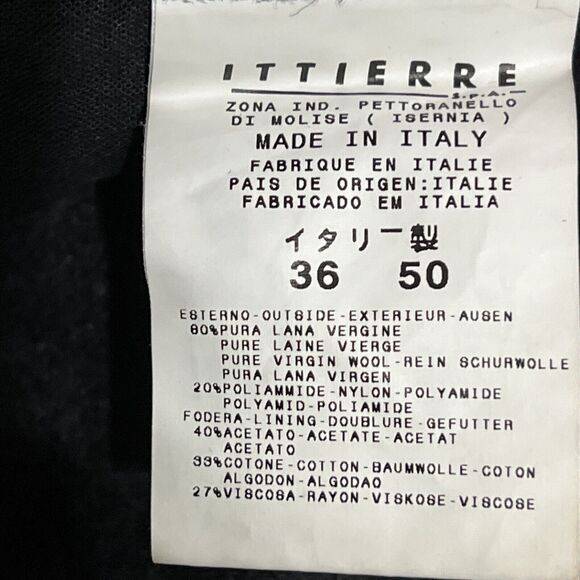 ITTIERRE
S.P.A.
ZONA IND. PETTORANELLO
DI MOLISE ( ISERNIA )
MADE IN ITALY
FABRIQUE EN ITALIE
PAIS DE ORIGEN:ITALIE
FABRICADO EM ITALIA
イタリー製
36 50
ESTERNO-OUTSIDE-EXTERIEUR-AUSEN
80%PURA LANA VERGINE
PURE LAINE VIERGE
PURE VIRGIN WOOL-REIN SCHURWOLLE
PURA LANA VIRGEN
20%POLIAMMIDE-NYLON-POLYAMIDE
POLYAMID-POLIAMIDE
FODERA-LINING-DOUBLURE-GEFUTTER
40%ACETATO-ACETATE-ACETAT
ACETATO
33%COTONE-COTTON-BAUMWOLLE-COTON
ALGODON-ALGODAO
27%VISCOSA-RAYON-VISKOSE-VISCOSE